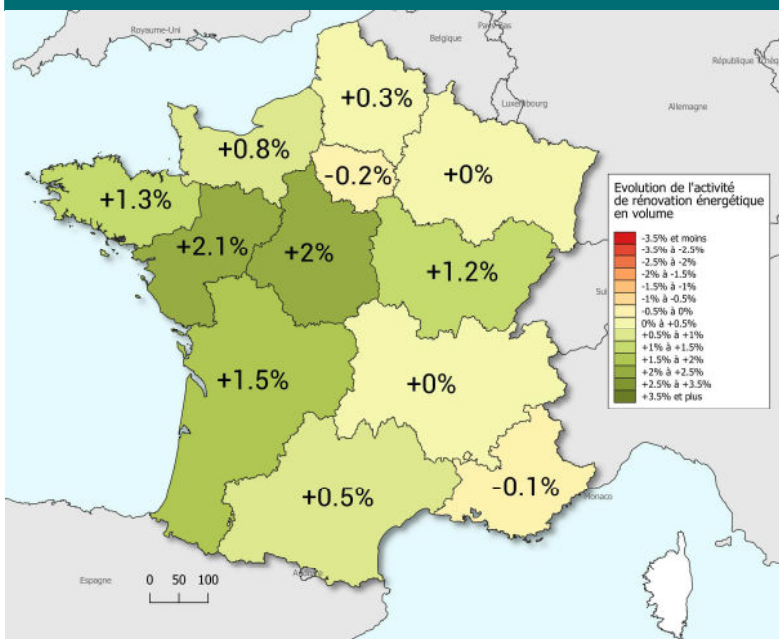 Royaume-Uni
Belgique
Pays-Bas
République Tchèque
Luxembourg
Allemagne
+0.3%
+0.8%
-0.2%
+0%
+1.3%
+2.1%
+2%
+1.2%
+1.5%
+0%
+0.5%
-0.1%
Monaco
Espagne
0 50 100
Evolution de l'activité
de rénovation énergétique
en volume
-3.5% et moins
-3.5% à -2.5%
-2.5% à -2%
-2% à -1.5%
-1.5% à -1%
-1% à -0.5%
-0.5% à 0%
0% à +0.5%
+0.5% à +1%
+1% à +1.5%
+1.5% à +2%
+2% à +2.5%
+2.5% à +3.5%
+3.5% et plus